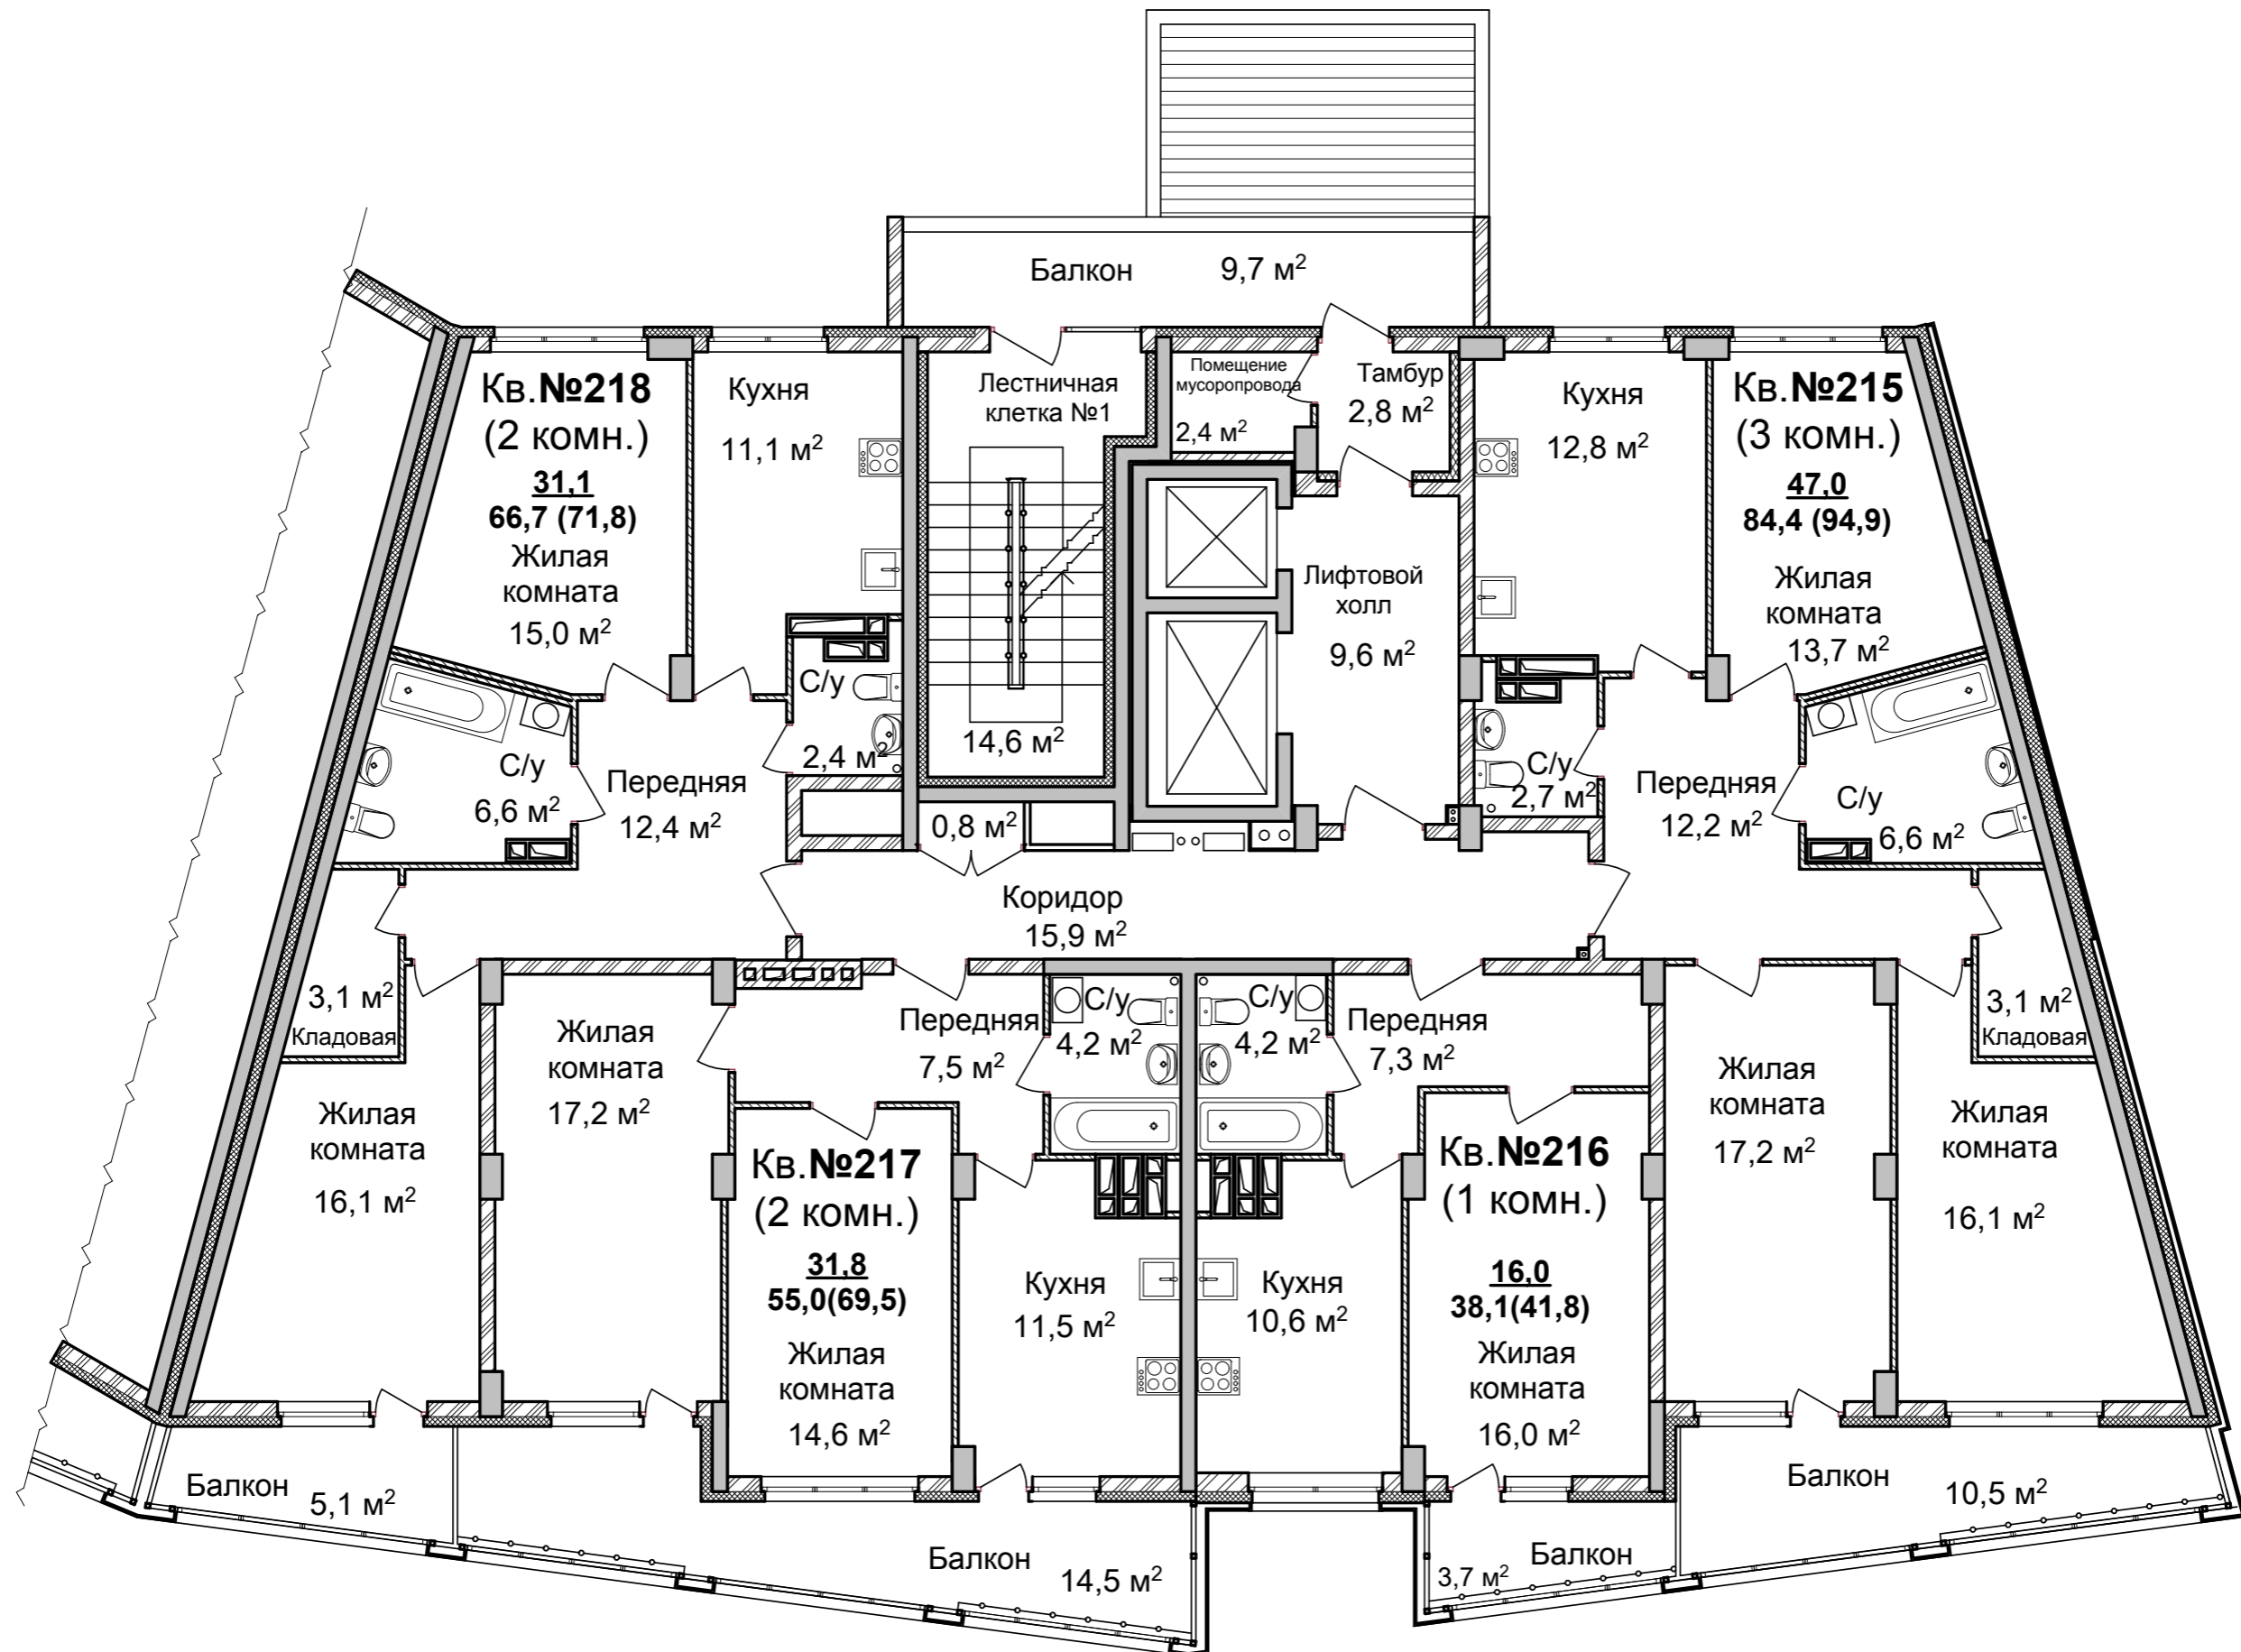 Балкон 9,7 м²
Кв.№218
(2 комн.)
31,1
66,7 (71,8)
Жилая
комната
15,0 м²
Кухня
11,1 м²
Лестничная
клетка №1
14,6 м²
Помещение
мусоропровода
2,4 м²
Тамбур
2,8 м²
Лифтовой
холл
9,6 м²
Кухня
12,8 м²
Кв.№215
(3 комн.)
47,0
84,4 (94,9)
Жилая
комната
13,7 м²
С/у
6,6 м²
Передняя
12,4 м²
С/у
2,4 м²
0,8 м²
С/у
2,7 м²
Передняя
12,2 м²
С/у
6,6 м²
Коридор
15,9 м²
3,1 м²
Кладовая
Жилая
комната
16,1 м²
Жилая
комната
17,2 м²
Передняя
7,5 м²
С/у
4,2 м²
С/у
4,2 м²
Передняя
7,3 м²
Жилая
комната
17,2 м²
3,1 м²
Кладовая
Жилая
комната
16,1 м²
Кв.№217
(2 комн.)
31,8
55,0(69,5)
Жилая
комната
14,6 м²
Кухня
11,5 м²
Кухня
10,6 м²
Кв.№216
(1 комн.)
16,0
38,1(41,8)
Жилая
комната
16,0 м²
Балкон
5,1 м²
Балкон
14,5 м²
Балкон
3,7 м²
Балкон
10,5 м²